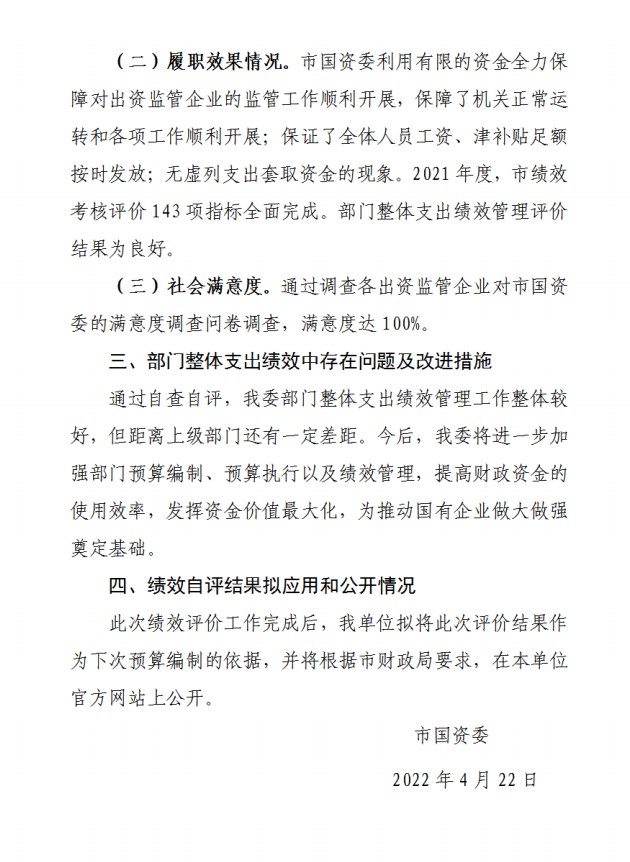 （二）履职效果情况。市国资委利用有限的资金全力保
障对出资监管企业的监管工作顺利开展，保障了机关正常运
转和各项工作顺利开展；保证了全体人员工资、津补贴足额
按时发放；无虚列支出套取资金的现象。2021 年度，市绩效
考核评价 143 项指标全面完成。部门整体支出绩效管理评价
结果为良好。
（三）社会满意度。通过调查各出资监管企业对市国资
委的满意度调查问卷调查，满意度达 100%。
三、部门整体支出绩效中存在问题及改进措施
通过自查自评，我委部门整体支出绩效管理工作整体较
好，但距离上级部门还有一定差距。今后，我委将进一步加
强部门预算编制、预算执行以及绩效管理，提高财政资金的
使用效率，发挥资金价值最大化，为推动国有企业做大做强
奠定基础。
四、绩效自评结果拟应用和公开情况
此次绩效评价工作完成后，我单位拟将此次评价结果作
为下次预算编制的依据，并将根据市财政局要求，在本单位
官方网站上公开。
市国资委
2022 年 4 月 22 日